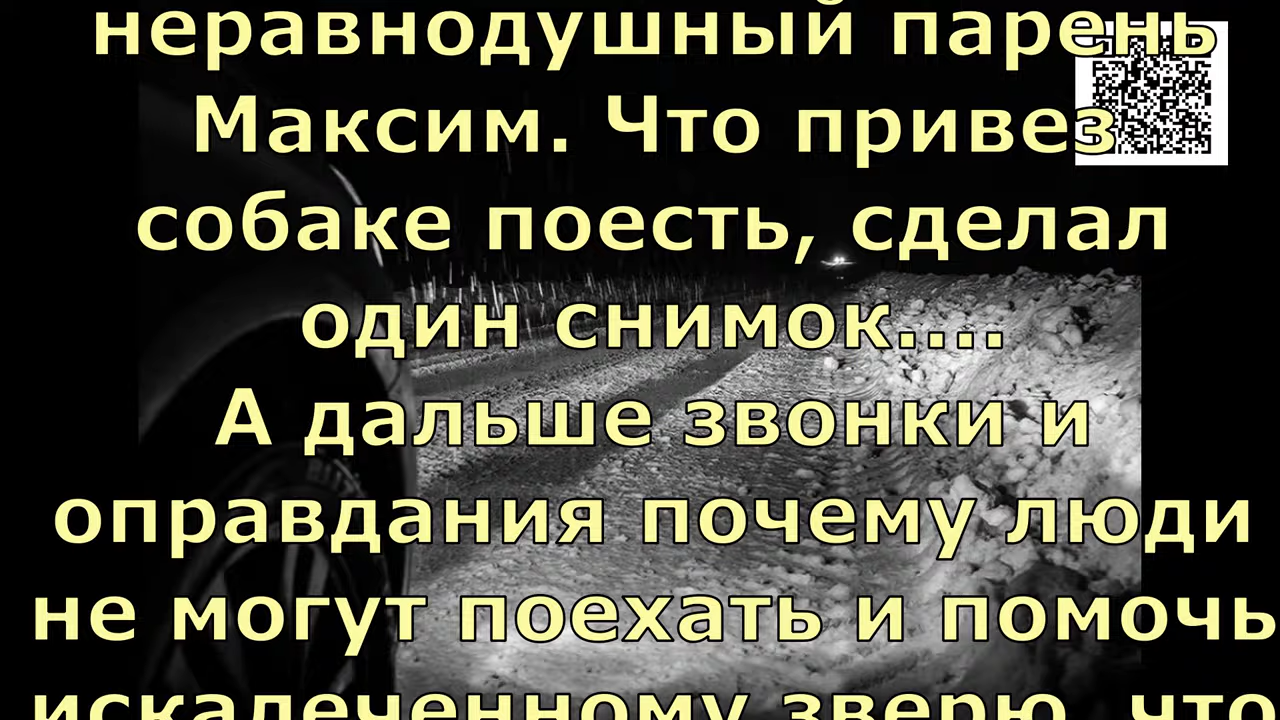 неравнодушный парень
Максим. Что привез
собаке поесть, сделал
один снимок....
А дальше звонки и
оправдания почему люди
не могут поехать и помочь
искалеченному зверю, что